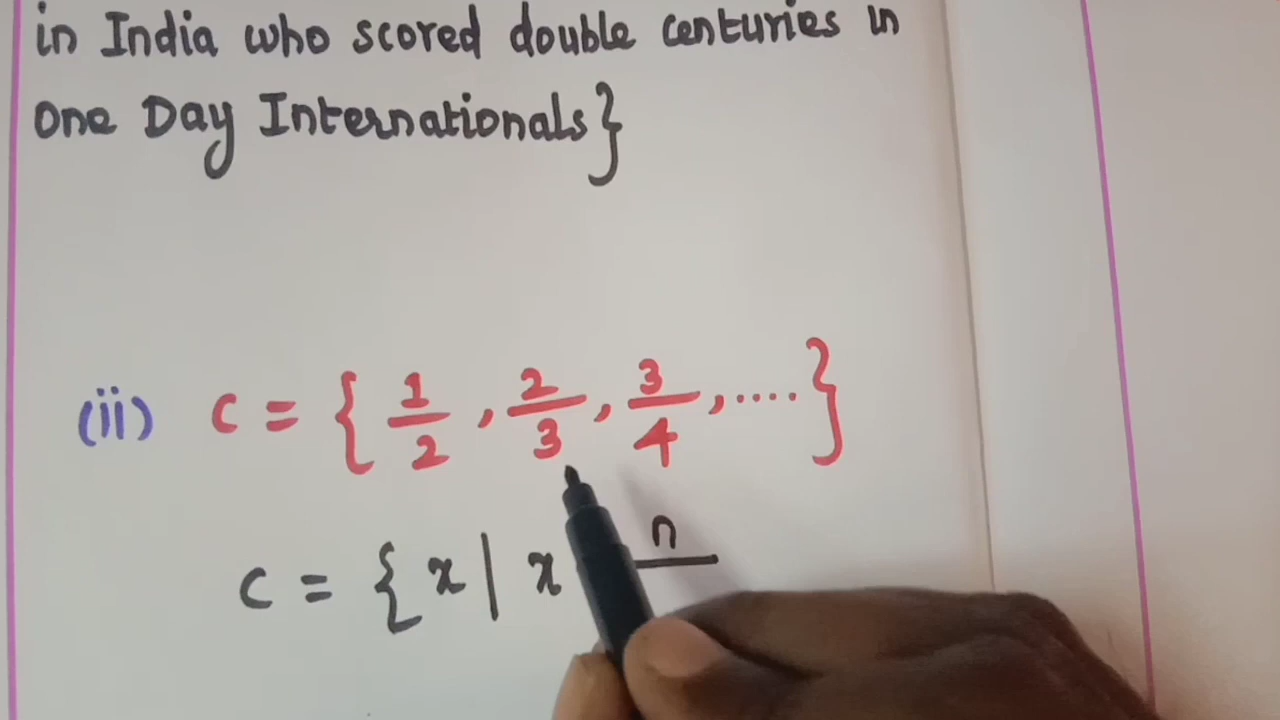 in India who scored double centuries in
One Day Internationals}
(ii) C = { 1/2 , 2/3 , 3/4 , .... }
C = { x | x n